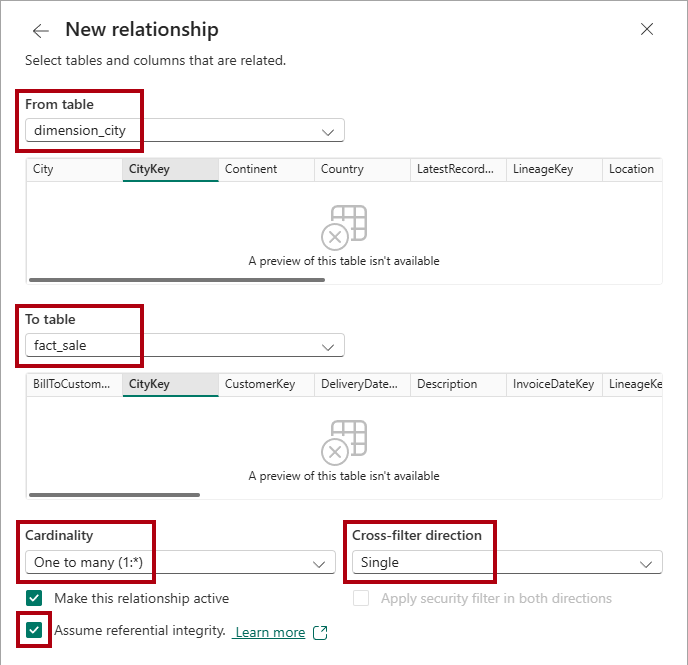 New relationship
Select tables and columns that are related.
From table
dimension_city
City CityKey Continent Country LatestRecord... LineageKey Location
A preview of this table isn't available
To table
fact_sale
BillToCustom... CityKey CustomerKey DeliveryDate... Description InvoiceDateKey LineageKe
A preview of this table isn't available
Cardinality Cross-filter direction
One to many (1:*) Single
Make this relationship active Apply security filter in both directions
Assume referential integrity. Learn more